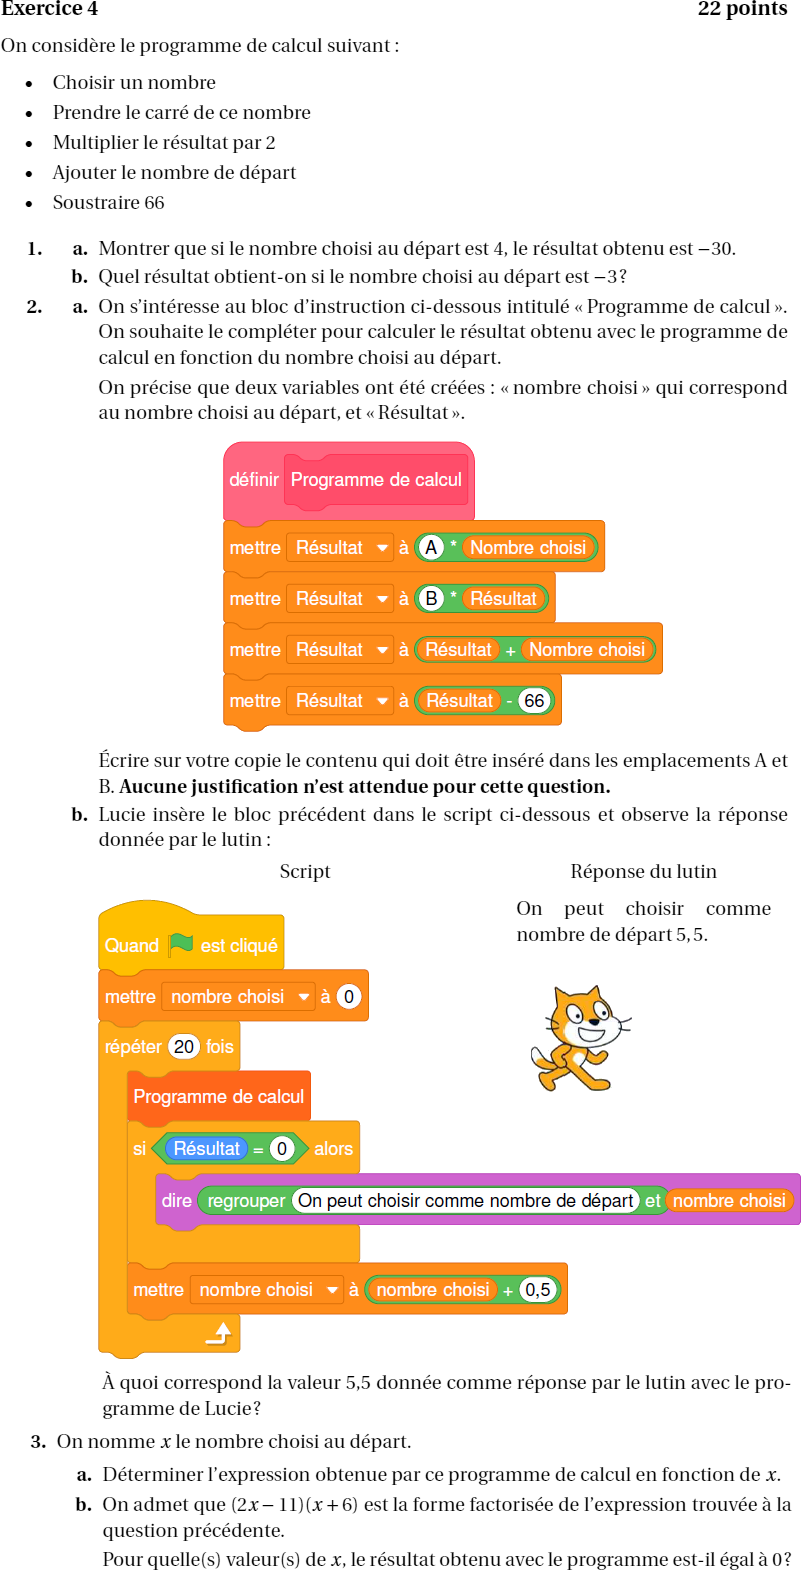 Exercice 4 22 points
On considère le programme de calcul suivant :
• Choisir un nombre
• Prendre le carré de ce nombre
• Multiplier le résultat par 2
• Ajouter le nombre de départ
• Soustraire 66
1. a. Montrer que si le nombre choisi au départ est 4, le résultat obtenu est −30.
b. Quel résultat obtient-on si le nombre choisi au départ est −3?
2. a. On s'intéresse au bloc d'instruction ci-dessous intitulé « Programme de calcul ».
On souhaite le compléter pour calculer le résultat obtenu avec le programme de
calcul en fonction du nombre choisi au départ.
On précise que deux variables ont été créées : « nombre choisi » qui correspond
au nombre choisi au départ, et « Résultat ».
définir Programme de calcul
mettre Résultat à A * Nombre choisi
mettre Résultat à B * Résultat
mettre Résultat à Résultat + Nombre choisi
mettre Résultat à Résultat - 66
Écrire sur votre copie le contenu qui doit être inséré dans les emplacements A et
B. Aucune justification n'est attendue pour cette question.
b. Lucie insère le bloc précédent dans le script ci-dessous et observe la réponse
donnée par le lutin :
Script Réponse du lutin
On peut choisir comme
nombre de départ 5,5.
Quand est cliqué
mettre nombre choisi à 0
répéter 20 fois
Programme de calcul
si Résultat = 0 alors
dire regrouper On peut choisir comme nombre de départ et nombre choisi
mettre nombre choisi à nombre choisi + 0,5
À quoi correspond la valeur 5,5 donnée comme réponse par le lutin avec le pro-
gramme de Lucie?
3. On nomme x le nombre choisi au départ.
a. Déterminer l'expression obtenue par ce programme de calcul en fonction de x.
b. On admet que (2x − 11)(x + 6) est la forme factorisée de l'expression trouvée à la
question précédente.
Pour quelle(s) valeur(s) de x, le résultat obtenu avec le programme est-il égal à 0?